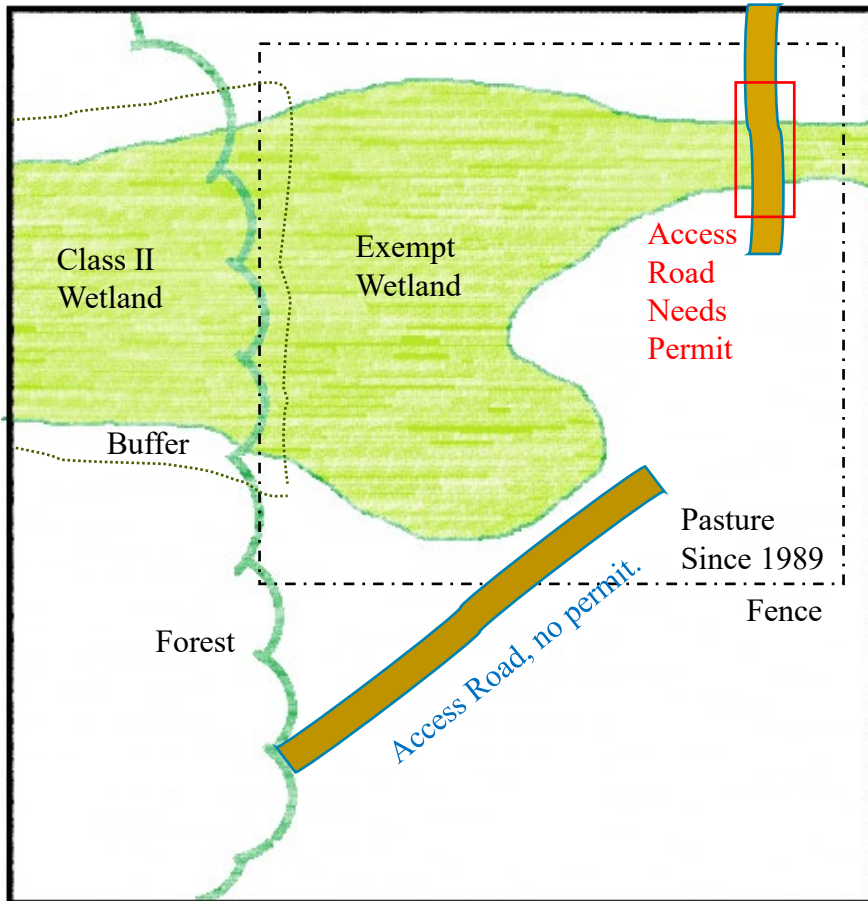 Class II
Wetland
Exempt
Wetland
Access
Road
Needs
Permit
Buffer
Pasture
Since 1989
Fence
Forest
Access Road, no permit.